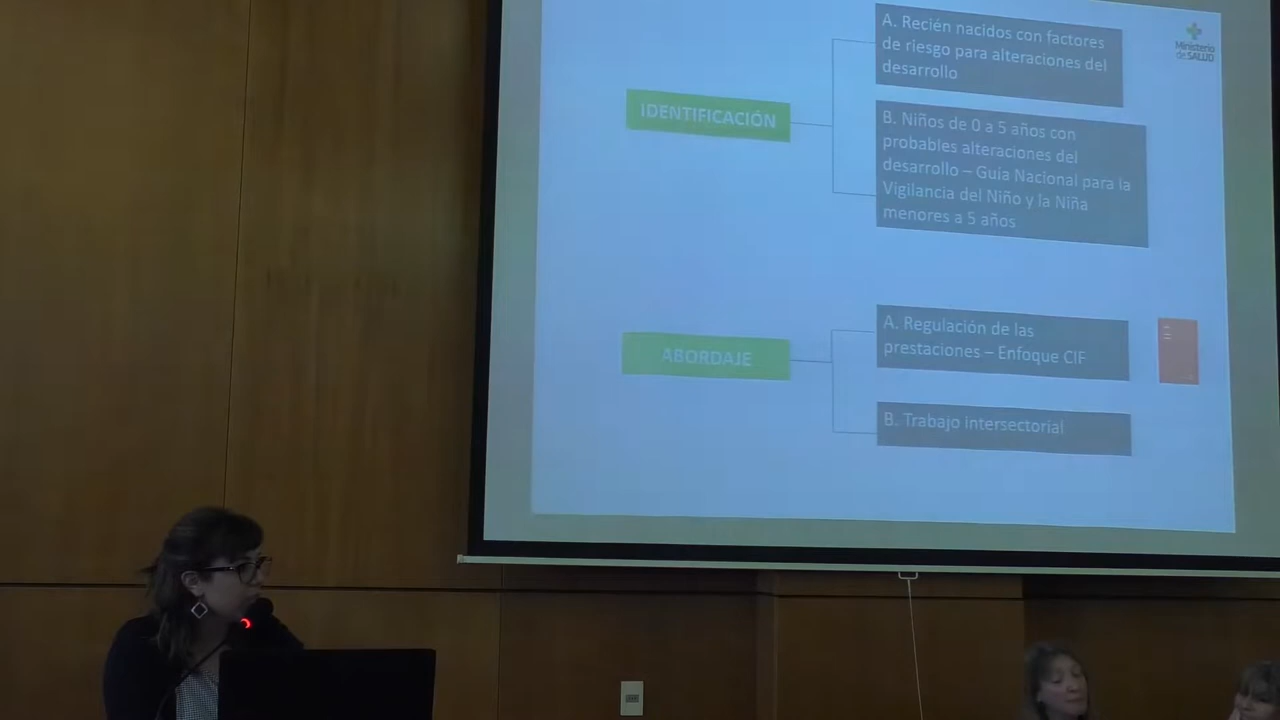 A. Recién nacidos con factores
de riesgo para alteraciones del
desarrollo
Ministerio
de SALUD
IDENTIFICACIÓN
B. Niños de 0 a 5 años con
probables alteraciones del
desarrollo – Guía Nacional para la
Vigilancia del Niño y la Niña
menores a 5 años
ABORDAJE
A. Regulación de las
prestaciones – Enfoque CIF
B. Trabajo intersectorial